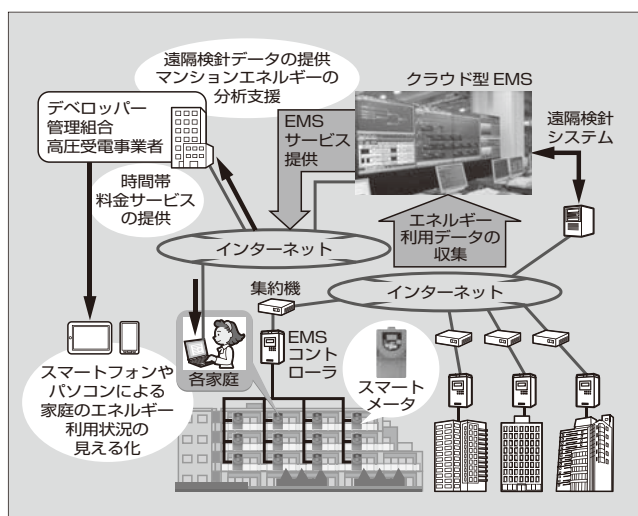 遠隔検針データの提供
マンションエネルギーの
分析支援
クラウド型 EMS
デベロッパー
管理組合
高圧受電事業者
EMS
サービス
提供
遠隔検針
システム
時間帯
料金サービス
の提供
エネルギー
利用データの
収集
インターネット
集約機
インターネット
EMS
コント
ローラ
各家庭
スマート
メータ
スマートフォンや
パソコンによる
家庭のエネルギー
利用状況の
見える化